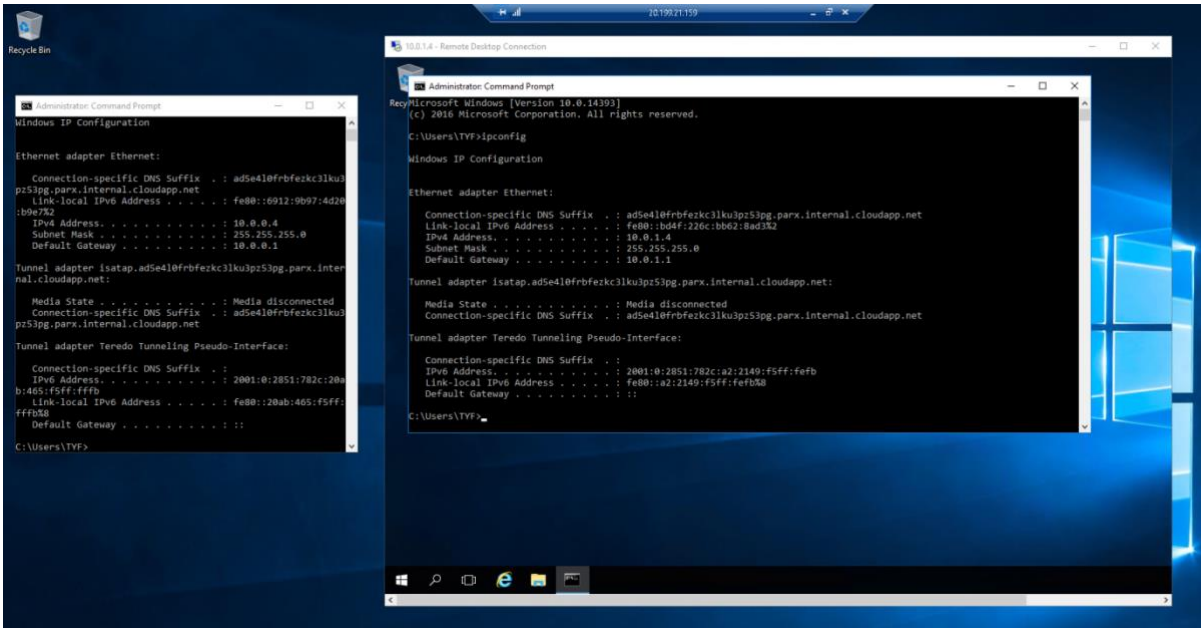 20.199.21.159
Recycle Bin
10.0.1.4 - Remote Desktop Connection
Administrator: Command Prompt
Windows IP Configuration
Ethernet adapter Ethernet:
Connection-specific DNS Suffix . : ad5e4l0frbfezkc3lku3
pz53pg.parx.internal.cloudapp.net
Link-local IPv6 Address . . . . . : fe80::6912:9b97:4d20
:b9e7%2
IPv4 Address. . . . . . . . . . . : 10.0.0.4
Subnet Mask . . . . . . . . . . . : 255.255.255.0
Default Gateway . . . . . . . . . : 10.0.0.1
Tunnel adapter isatap.ad5e4l0frbfezkc3lku3pz53pg.parx.inter
nal.cloudapp.net:
Media State . . . . . . . . . . . : Media disconnected
Connection-specific DNS Suffix . : ad5e4l0frbfezkc3lku3
pz53pg.parx.internal.cloudapp.net
Tunnel adapter Teredo Tunneling Pseudo-Interface:
Connection-specific DNS Suffix . :
IPv6 Address. . . . . . . . . . . : 2001:0:2851:782c:20a
b:465:f5ff:fffb
Link-local IPv6 Address . . . . . : fe80::20ab:465:f5ff:
fffb%8
Default Gateway . . . . . . . . . : ::
C:\Users\TYF>
Recy
Administrator: Command Prompt
Microsoft Windows [Version 10.0.14393]
(c) 2016 Microsoft Corporation. All rights reserved.
C:\Users\TYF>ipconfig
Windows IP Configuration
Ethernet adapter Ethernet:
Connection-specific DNS Suffix . : ad5e4l0frbfezkc3lku3pz53pg.parx.internal.cloudapp.net
Link-local IPv6 Address . . . . . : fe80::bd4f:226c:bb62:8ad3%2
IPv4 Address. . . . . . . . . . . : 10.0.1.4
Subnet Mask . . . . . . . . . . . : 255.255.255.0
Default Gateway . . . . . . . . . : 10.0.1.1
Tunnel adapter isatap.ad5e4l0frbfezkc3lku3pz53pg.parx.internal.cloudapp.net:
Media State . . . . . . . . . . . : Media disconnected
Connection-specific DNS Suffix . : ad5e4l0frbfezkc3lku3pz53pg.parx.internal.cloudapp.net
Tunnel adapter Teredo Tunneling Pseudo-Interface:
Connection-specific DNS Suffix . :
IPv6 Address. . . . . . . . . . . : 2001:0:2851:782c:a2:2149:f5ff:fefb
Link-local IPv6 Address . . . . . : fe80::a2:2149:f5ff:fefb%8
Default Gateway . . . . . . . . . : ::
C:\Users\TYF>